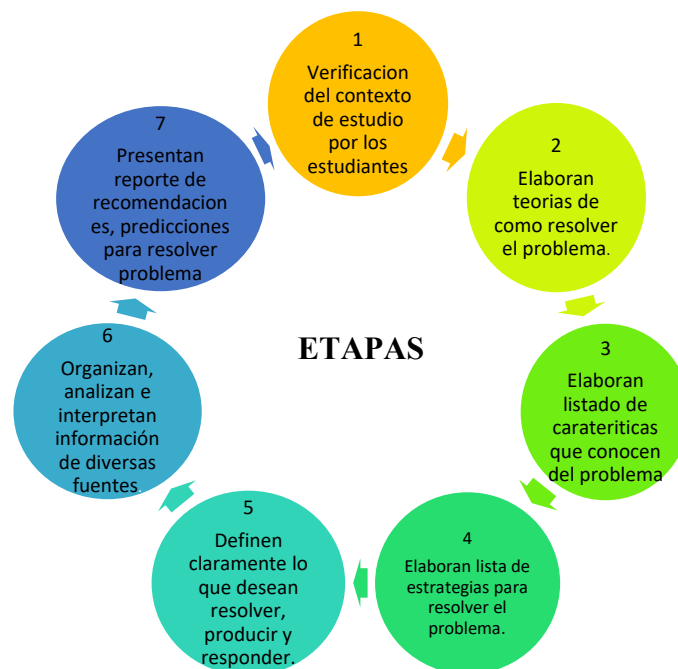 1
Verificacion
del contexto
de estudio
por los
estudiantes
2
Elaboran
teorias de
como resolver
el problema.
3
Elaboran
listado de
carateriticas
que conocen
del problema
4
Elaboran lista de
estrategias para
resolver el
problema.
5
Definen
claramente lo
que desean
resolver,
producir y
responder.
6
Organizan,
analizan e
interpretan
información
de diversas
fuentes.
7
Presentan
reporte de
recomendacion
es, predicciones
para resolver
problema
ETAPAS